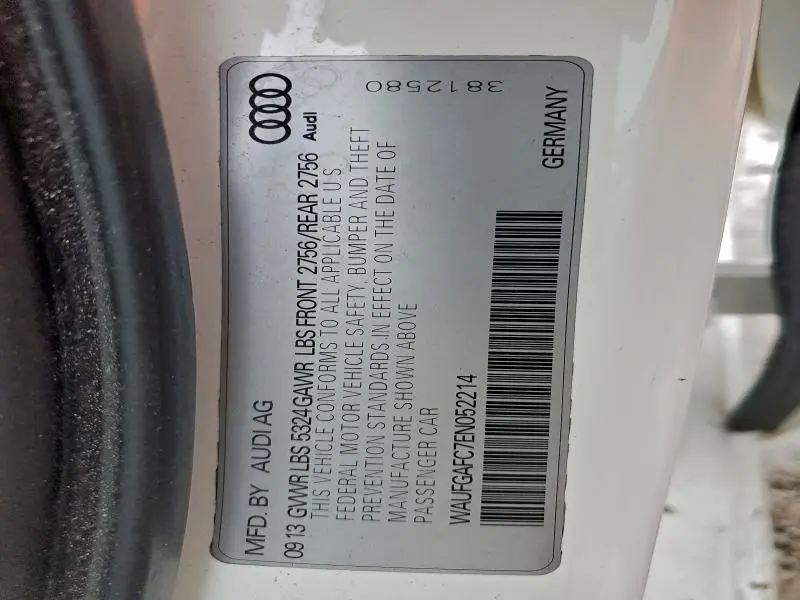 MFD. BY AUDI AG
0913 GVWR LBS 5324 GAWR LBS FRONT 2756/REAR 2756
THIS VEHICLE CONFORMS TO ALL APPLICABLE U S
FEDERAL MOTOR VEHICLE SAFETY, BUMPER AND THEFT
PREVENTION STANDARDS IN EFFECT ON THE DATE OF
MANUFACTURE SHOWN ABOVE
PASSENGER CAR
WAUFGAFC7EN052214
Audi
3812580
GERMANY